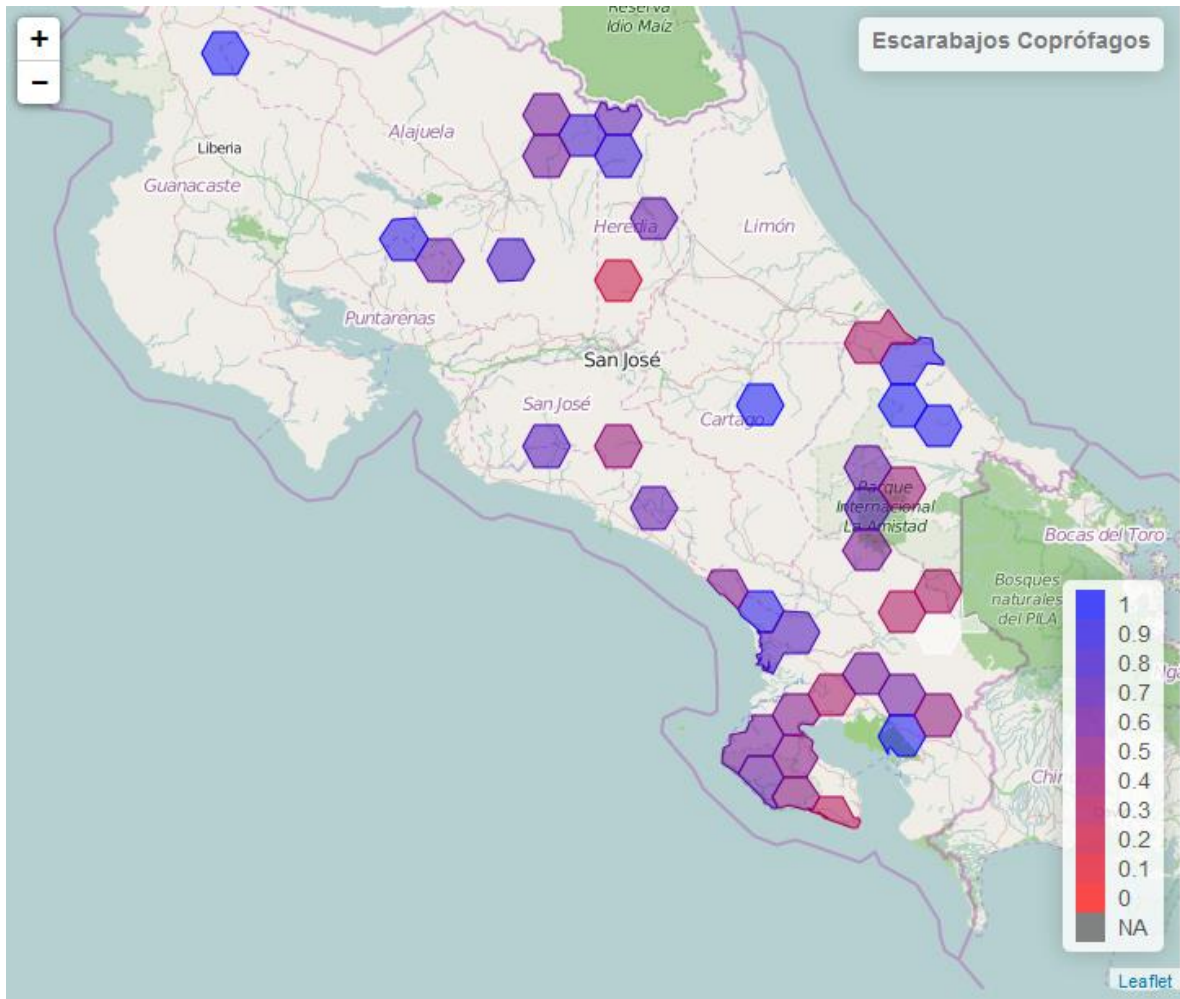 +
−
Reserva
Idio Maíz
Escarabajos Coprófagos
Alajuela
Liberia
Guanacaste
Heredia
Limón
Puntarenas
San José
San José
Cartago
Parque
Internacional
La Amistad
Bocas del Toro
Bosques
naturales
del PILA
1
0.9
0.8
0.7
0.6
0.5
0.4
0.3
0.2
0.1
0
NA
Leaflet